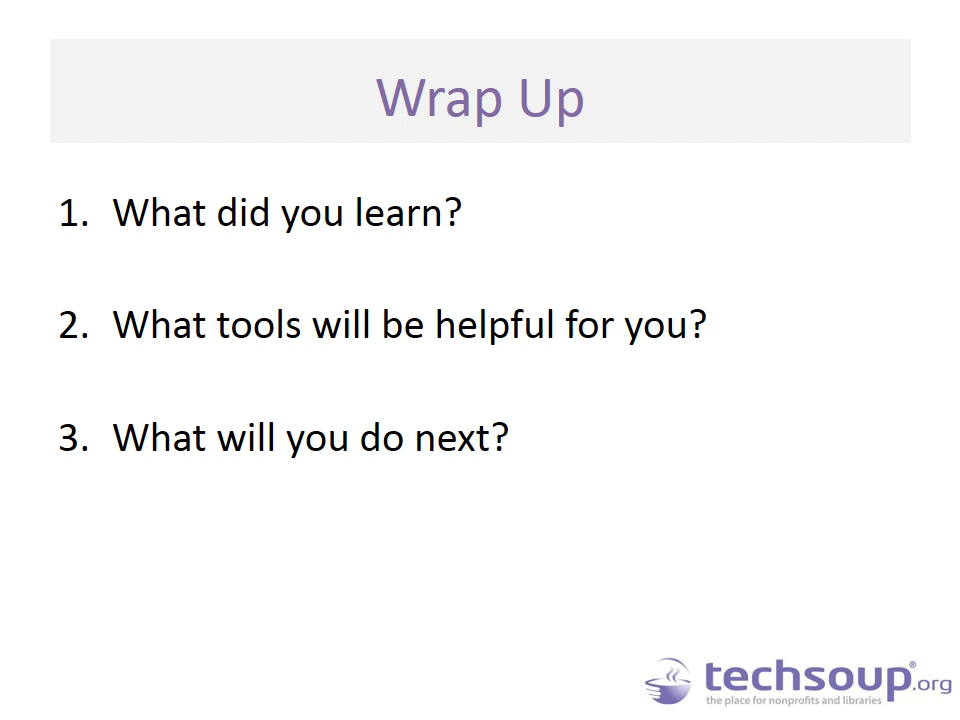 Wrap Up
1. What did you learn?
2. What tools will be helpful for you?
3. What will you do next?
techsoup®.org
the place for nonprofits and libraries